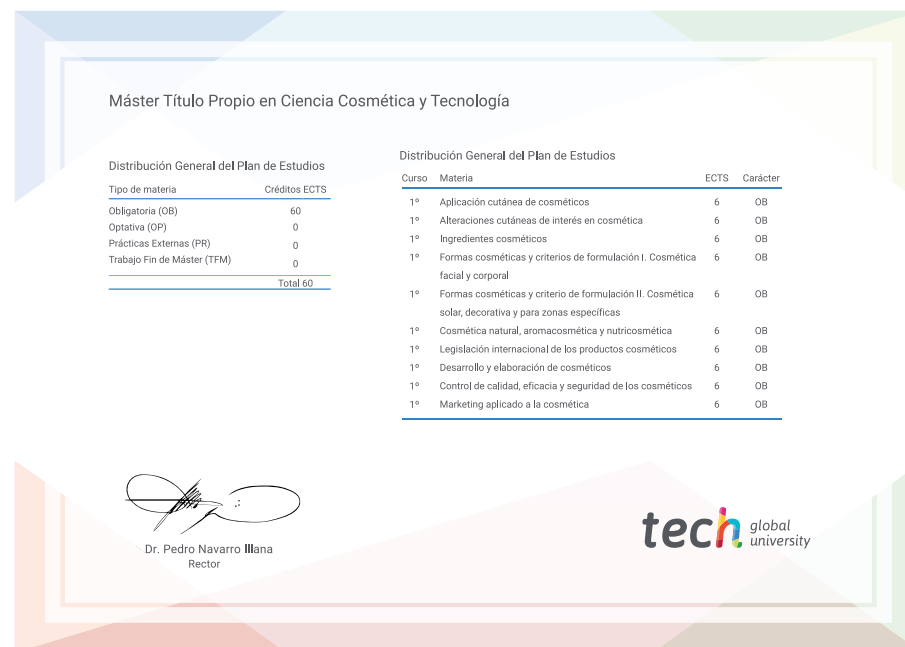 Máster Título Propio en Ciencia Cosmética y Tecnología
Distribución General del Plan de Estudios
Tipo de materia Créditos ECTS
Obligatoria (OB) 60
Optativa (OP) 0
Prácticas Externas (PR) 0
Trabajo Fin de Máster (TFM) 0
Total 60
Distribución General del Plan de Estudios
Curso Materia ECTS Carácter
1º Aplicación cutánea de cosméticos 6 OB
1º Alteraciones cutáneas de interés en cosmética 6 OB
1º Ingredientes cosméticos 6 OB
1º Formas cosméticas y criterios de formulación I. Cosmética 6 OB
facial y corporal
1º Formas cosméticas y criterio de formulación II. Cosmética 6 OB
solar, decorativa y para zonas específicas
1º Cosmética natural, aromacosmética y nutricosmética 6 OB
1º Legislación internacional de los productos cosméticos 6 OB
1º Desarrollo y elaboración de cosméticos 6 OB
1º Control de calidad, eficacia y seguridad de los cosméticos 6 OB
1º Marketing aplicado a la cosmética 6 OB
Dr. Pedro Navarro Illana
Rector
tech global
university